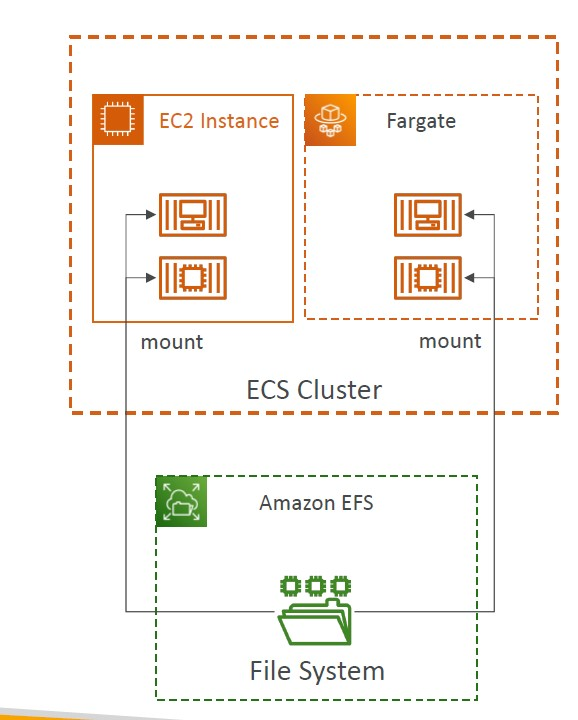 EC2 Instance
Fargate
mount
mount
ECS Cluster
Amazon EFS
File System